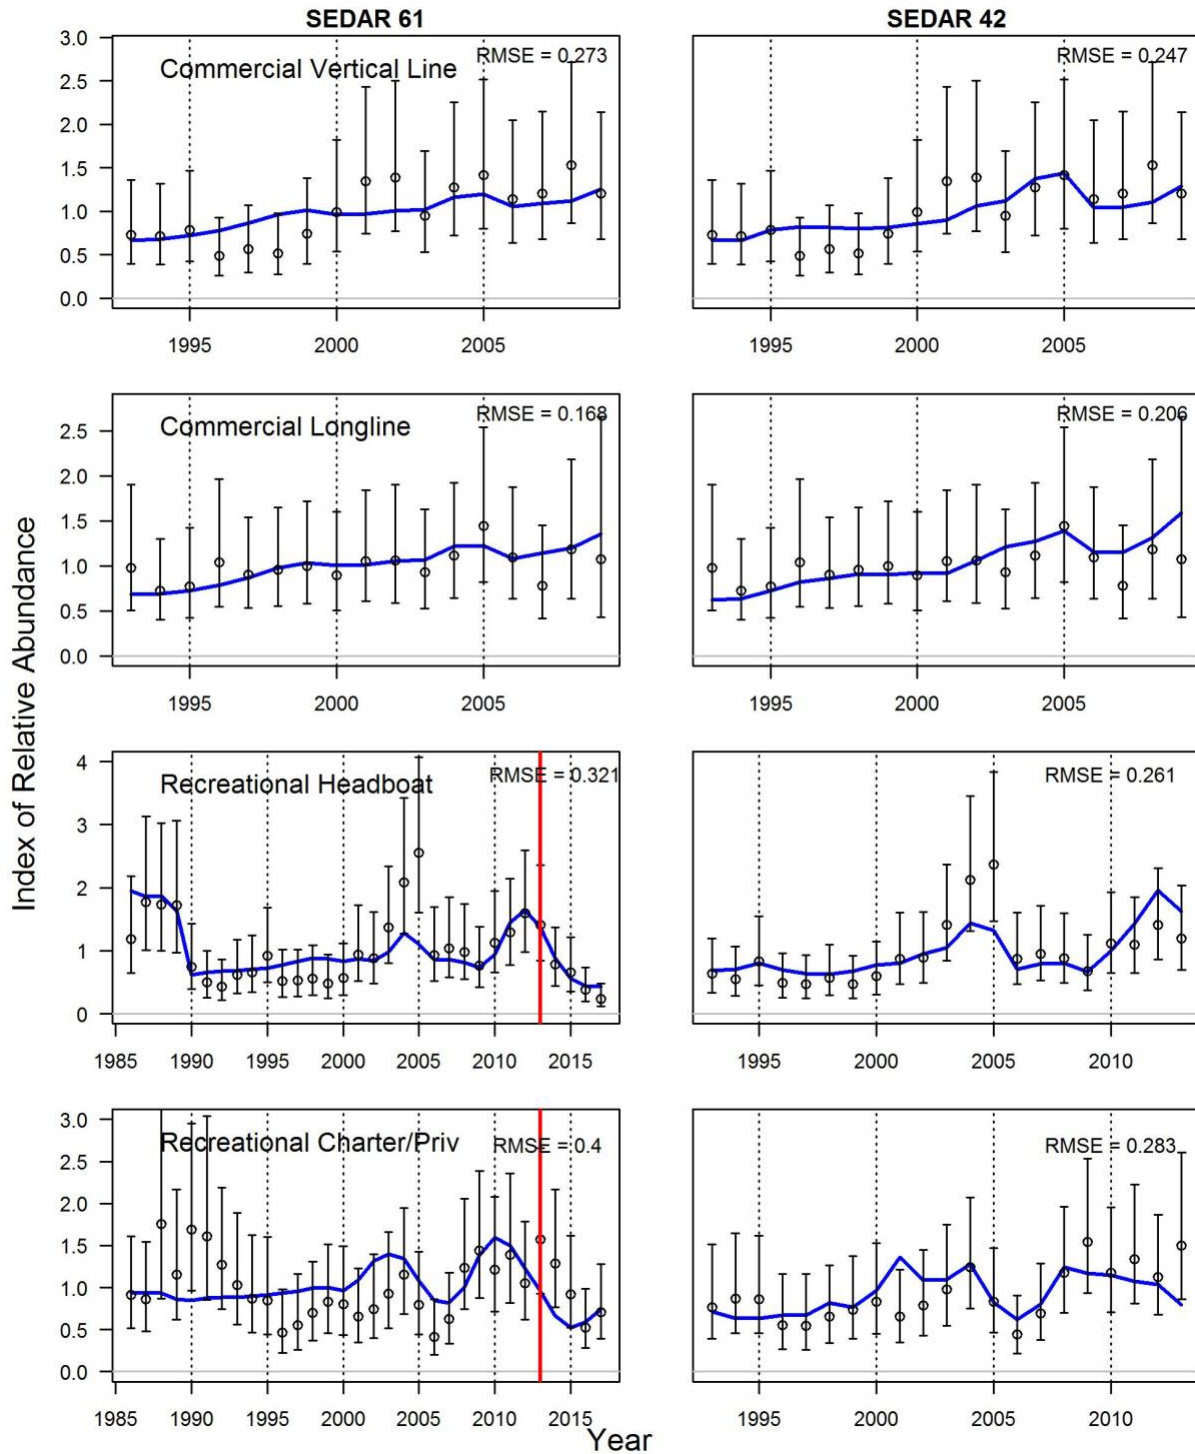 SEDAR 61
SEDAR 42
Index of Relative Abundance
Commercial Vertical Line
RMSE = 0.273
3.0
2.5
2.0
1.5
1.0
0.5
0.0
1995 2000 2005
RMSE = 0.247
1995 2000 2005
Commercial Longline
RMSE = 0.168
2.5
2.0
1.5
1.0
0.5
0.0
1995 2000 2005
RMSE = 0.206
1995 2000 2005
Recreational Headboat
RMSE = 0.321
4
3
2
1
0
1985 1990 1995 2000 2005 2010 2015
RMSE = 0.261
1995 2000 2005 2010
Recreational Charter/Priv
RMSE = 0.4
3.0
2.5
2.0
1.5
1.0
0.5
0.0
1985 1990 1995 2000 2005 2010 2015
RMSE = 0.283
1995 2000 2005 2010
Year